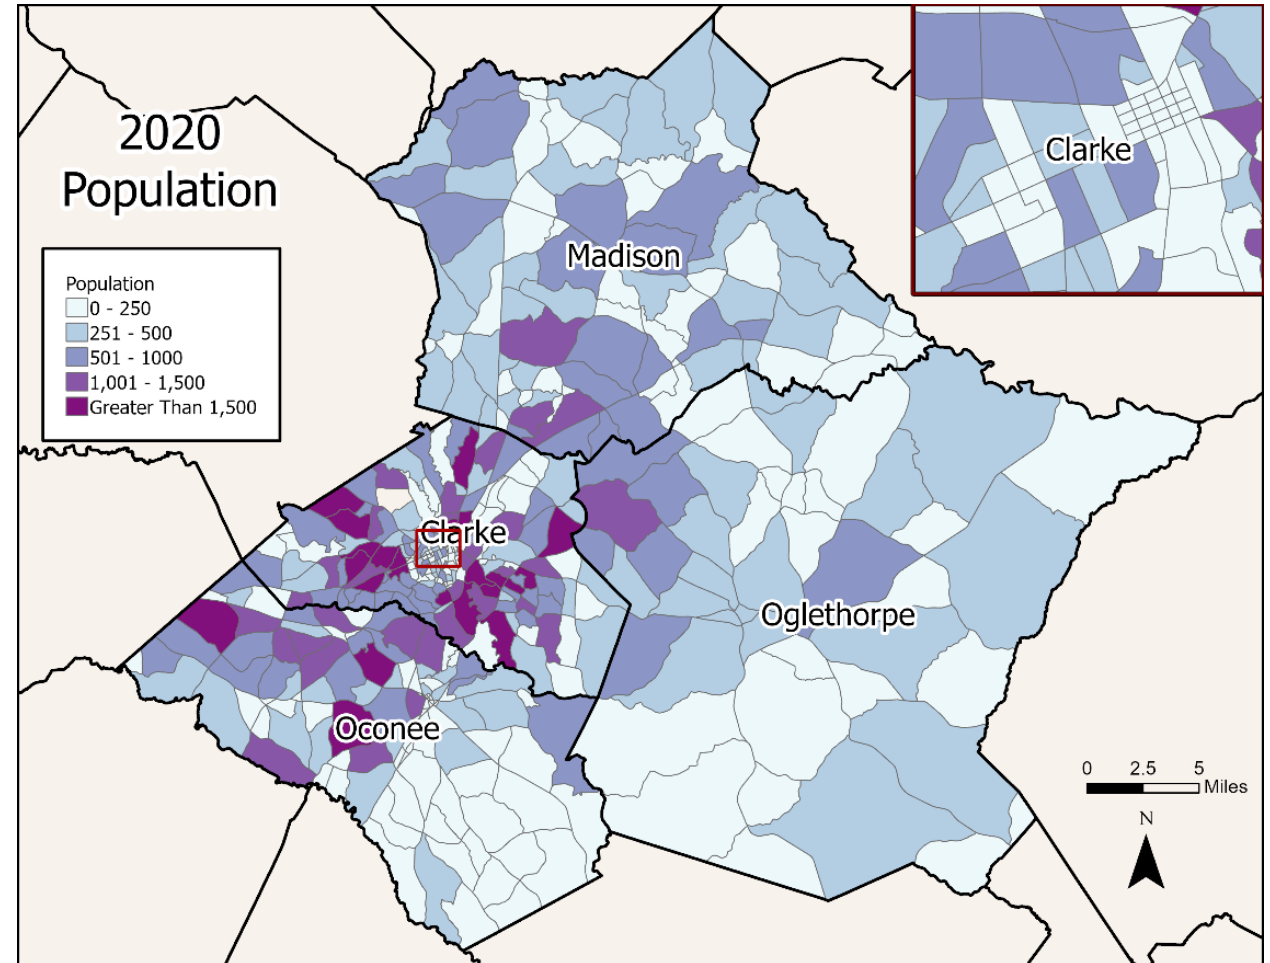 2020
Population
Population
0 - 250
251 - 500
501 - 1000
1,001 - 1,500
Greater Than 1,500
Clarke
Madison
Clarke
Oglethorpe
Oconee
0 2.5 5
Miles
N